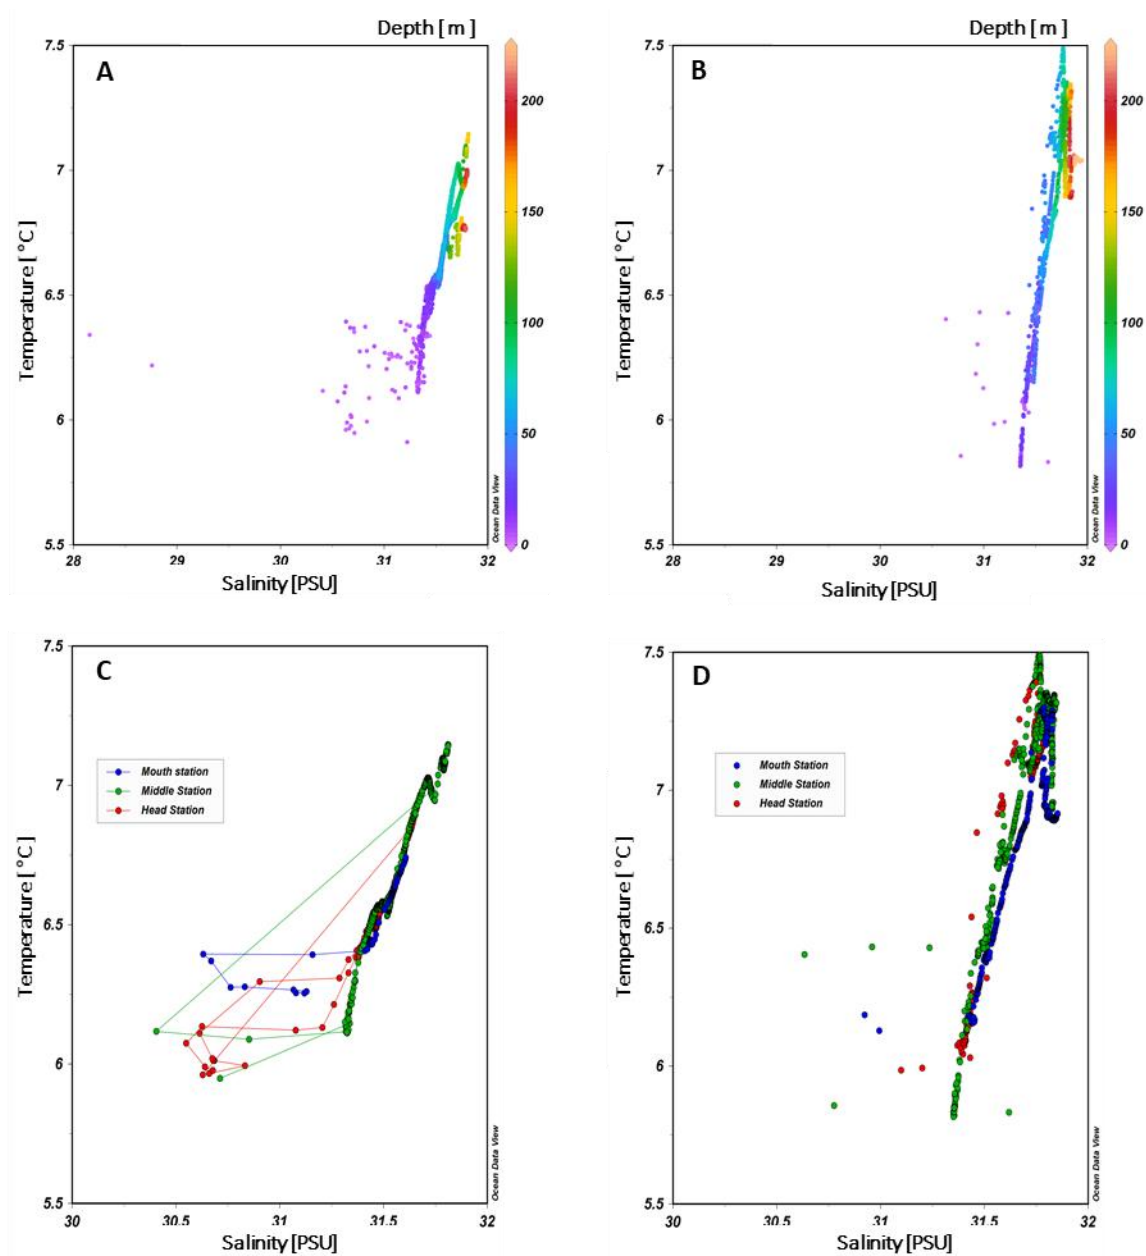 Depth [ m ]
A
7.5
7
6.5
6
5.5
Temperature [ °C ]
28
29
30
31
32
Salinity [PSU]
200
150
100
50
0
Ocean Data View
Depth [ m ]
B
7.5
7
6.5
6
5.5
Temperature [ °C ]
28
29
30
31
32
Salinity [PSU]
200
150
100
50
0
Ocean Data View
C
7.5
7
6.5
6
5.5
Temperature [ °C ]
Mouth station
Middle Station
Head Station
30
30.5
31
31.5
32
Salinity [PSU]
Ocean Data View
D
7.5
7
6.5
6
5.5
Temperature [ °C ]
Mouth Station
Middle Station
Head Station
30
30.5
31
31.5
32
Salinity [PSU]
Ocean Data View